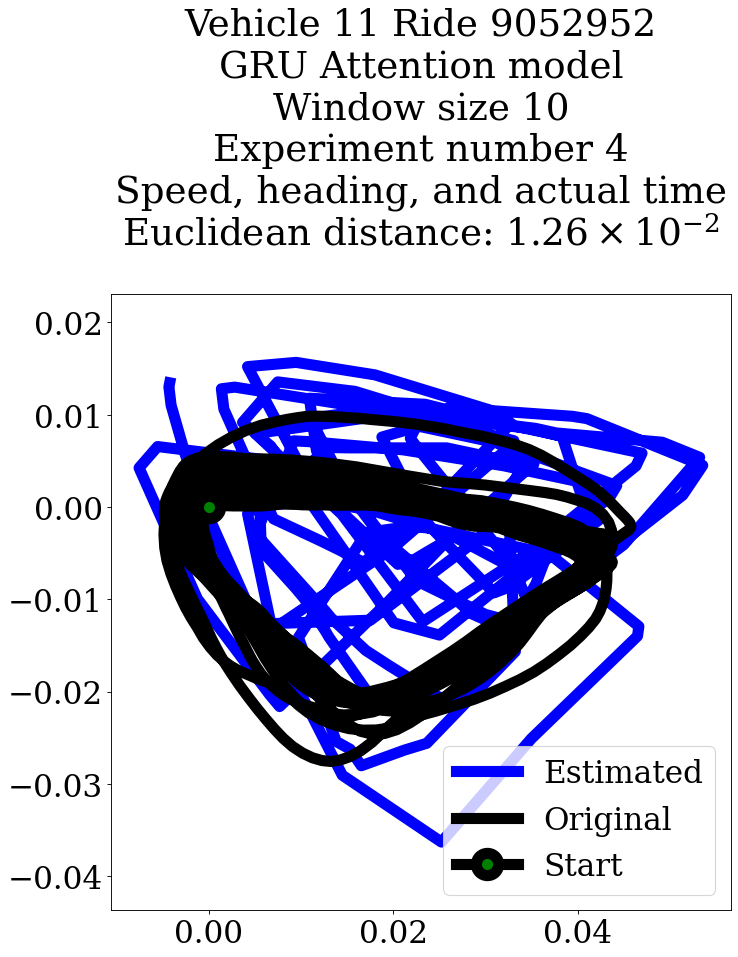 Vehicle 11 Ride 9052952
GRU Attention model
Window size 10
Experiment number 4
Speed, heading, and actual time
Euclidean distance: 1.26 × 10⁻²
0.02
0.01
0.00
−0.01
−0.02
−0.03
−0.04
0.00 0.02 0.04
Estimated
Original
Start